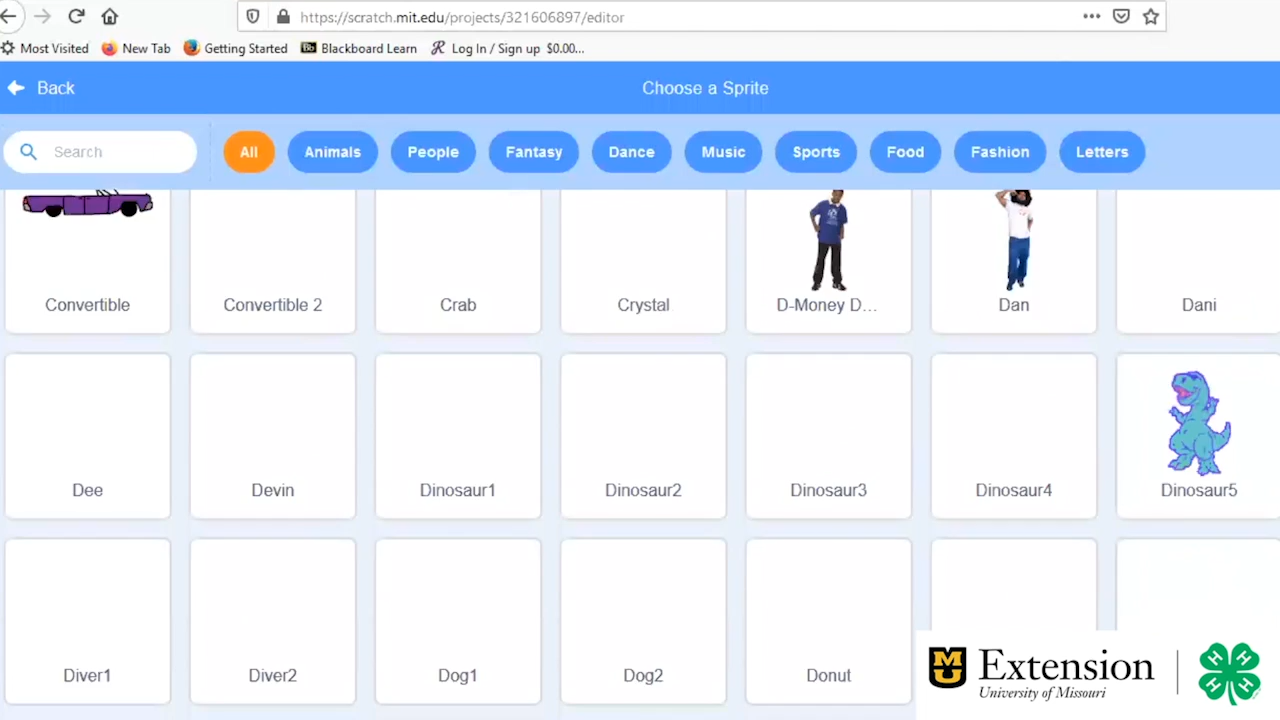 https://scratch.mit.edu/projects/321606897/editor
Most Visited New Tab Getting Started Bb Blackboard Learn Log In / Sign up $0.00...
Back Choose a Sprite
Search All Animals People Fantasy Dance Music Sports Food Fashion Letters
Convertible Convertible 2 Crab Crystal D-Money D... Dan Dani
Dee Devin Dinosaur1 Dinosaur2 Dinosaur3 Dinosaur4 Dinosaur5
Diver1 Diver2 Dog1 Dog2 Donut
MU Extension
University of Missouri
H H H H